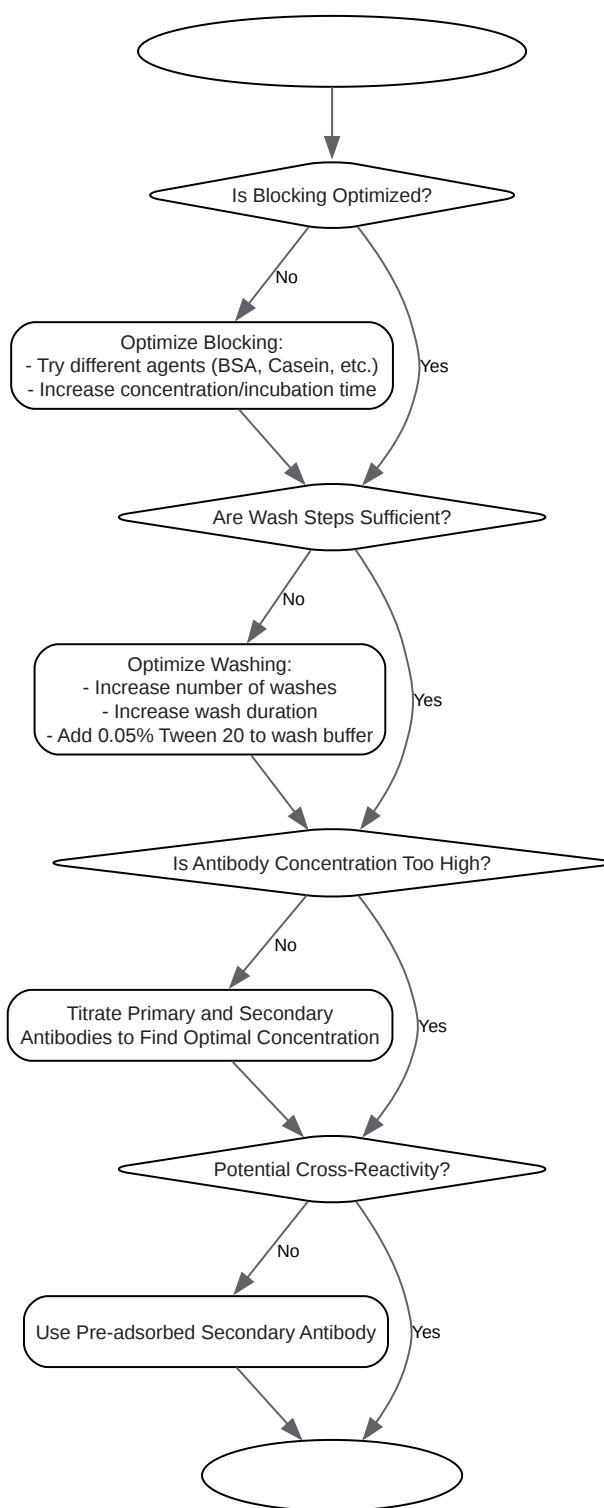 Is Blocking Optimized?
No
Optimize Blocking:
- Try different agents (BSA, Casein, etc.)
- Increase concentration/incubation time
Yes
Are Wash Steps Sufficient?
No
Optimize Washing:
- Increase number of washes
- Increase wash duration
- Add 0.05% Tween 20 to wash buffer
Yes
Is Antibody Concentration Too High?
No
Titrate Primary and Secondary
Antibodies to Find Optimal Concentration
Yes
Potential Cross-Reactivity?
No
Use Pre-adsorbed Secondary Antibody
Yes